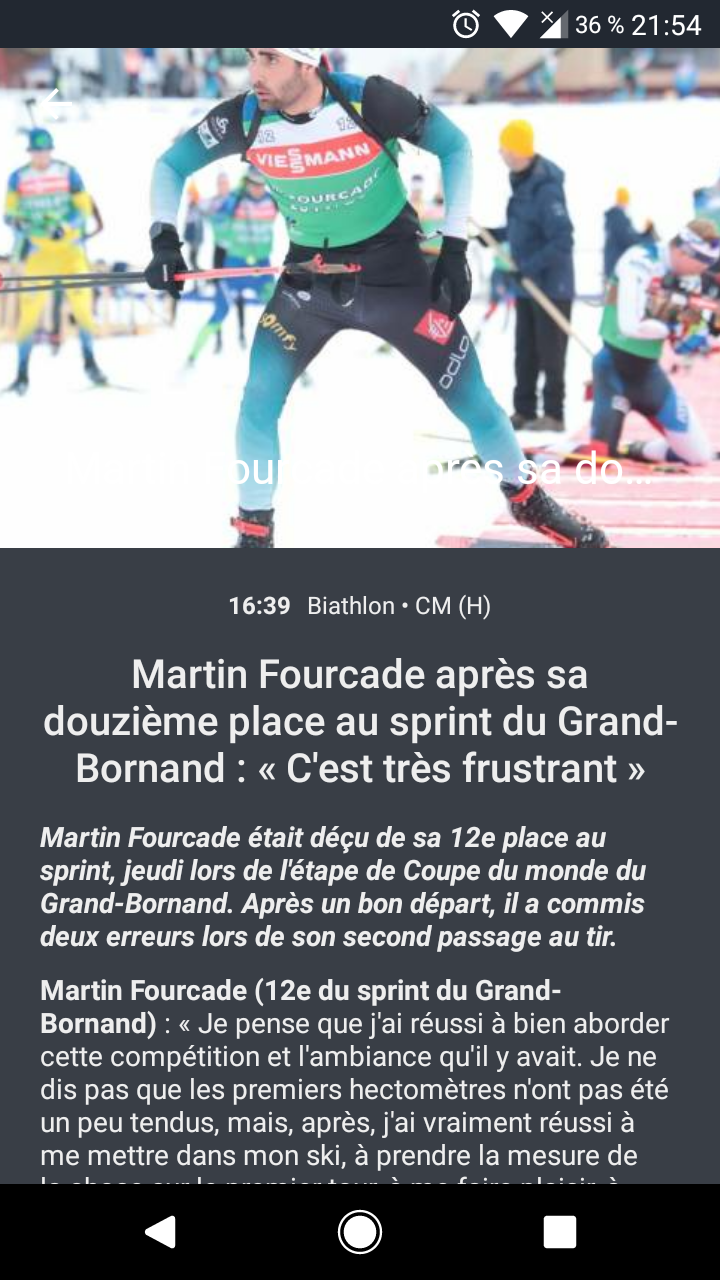 36 % 21:54
12 12
VIESMANN
FOURCADE
somfy
odlo
Martin Fourcade après sa do...
16:39 Biathlon • CM (H)
Martin Fourcade après sa
douzième place au sprint du Grand-
Bornand : « C'est très frustrant »
Martin Fourcade était déçu de sa 12e place au
sprint, jeudi lors de l'étape de Coupe du monde du
Grand-Bornand. Après un bon départ, il a commis
deux erreurs lors de son second passage au tir.
Martin Fourcade (12e du sprint du Grand-
Bornand) : « Je pense que j'ai réussi à bien aborder
cette compétition et l'ambiance qu'il y avait. Je ne
dis pas que les premiers hectomètres n'ont pas été
un peu tendus, mais, après, j'ai vraiment réussi à
me mettre dans mon ski, à prendre la mesure de